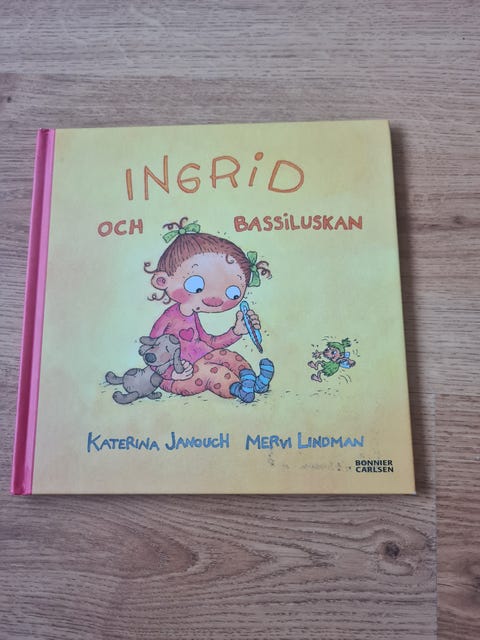 INGRiD
OCH BASSiLUSKAN
KATERINA JANOUCH MERVI LINDMAN
BONNIER
CARLSEN